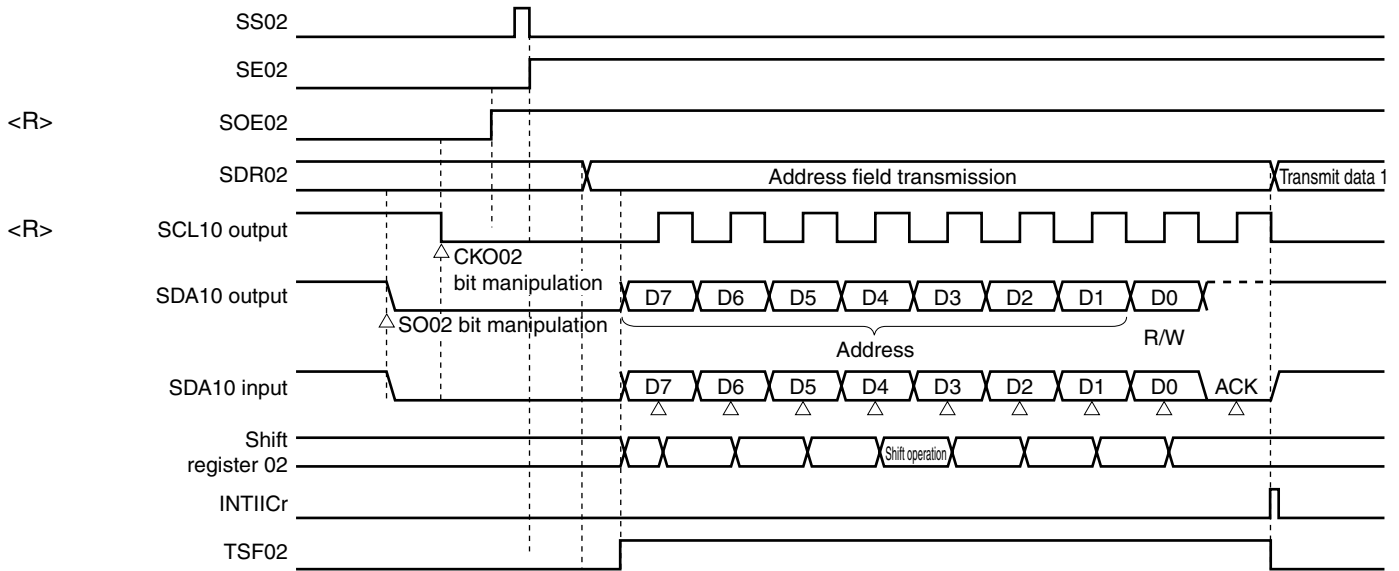 SS02
SE02
<R> SOE02
SDR02 Address field transmission Transmit data 1
<R> SCL10 output
CKO02
bit manipulation
SDA10 output D7 D6 D5 D4 D3 D2 D1 D0
SO02 bit manipulation
R/W
Address
SDA10 input D7 D6 D5 D4 D3 D2 D1 D0 ACK
Shift
register 02 Shift operation
INTIICr
TSF02